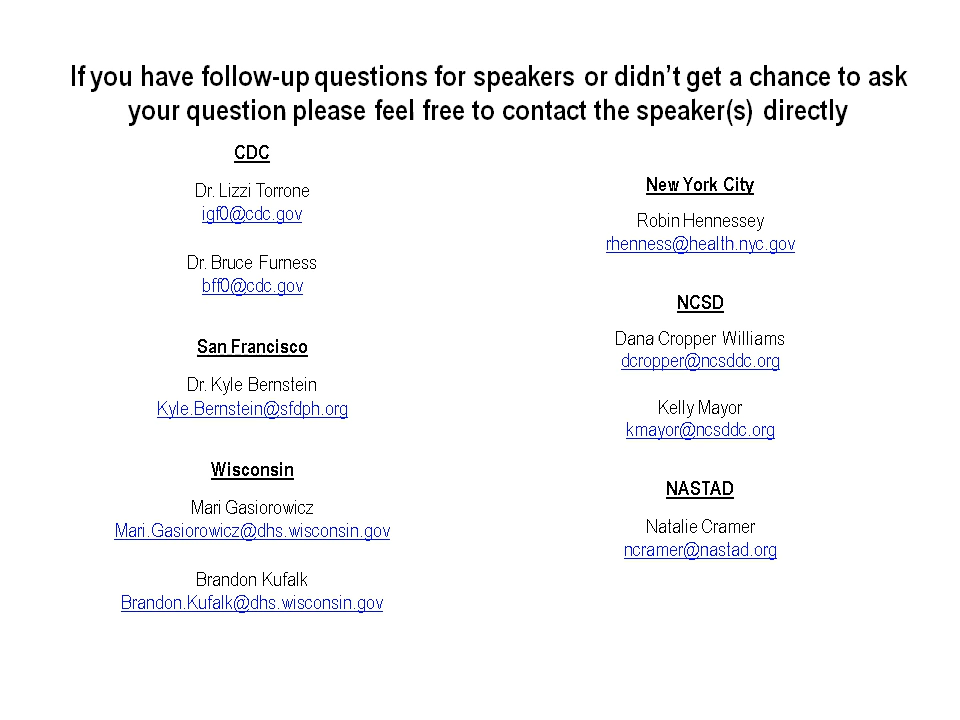 If you have follow-up questions for speakers or didn't get a chance to ask
your question please feel free to contact the speaker(s) directly
CDC
Dr. Lizzi Torrone
igf0@cdc.gov
Dr. Bruce Furness
bff0@cdc.gov
San Francisco
Dr. Kyle Bernstein
Kyle.Bernstein@sfdph.org
Wisconsin
Mari Gasiorowicz
Mari.Gasiorowicz@dhs.wisconsin.gov
Brandon Kufalk
Brandon.Kufalk@dhs.wisconsin.gov
New York City
Robin Hennessey
rhenness@health.nyc.gov
NCSD
Dana Cropper Williams
dcropper@ncsddc.org
Kelly Mayor
kmayor@ncsddc.org
NASTAD
Natalie Cramer
ncramer@nastad.org